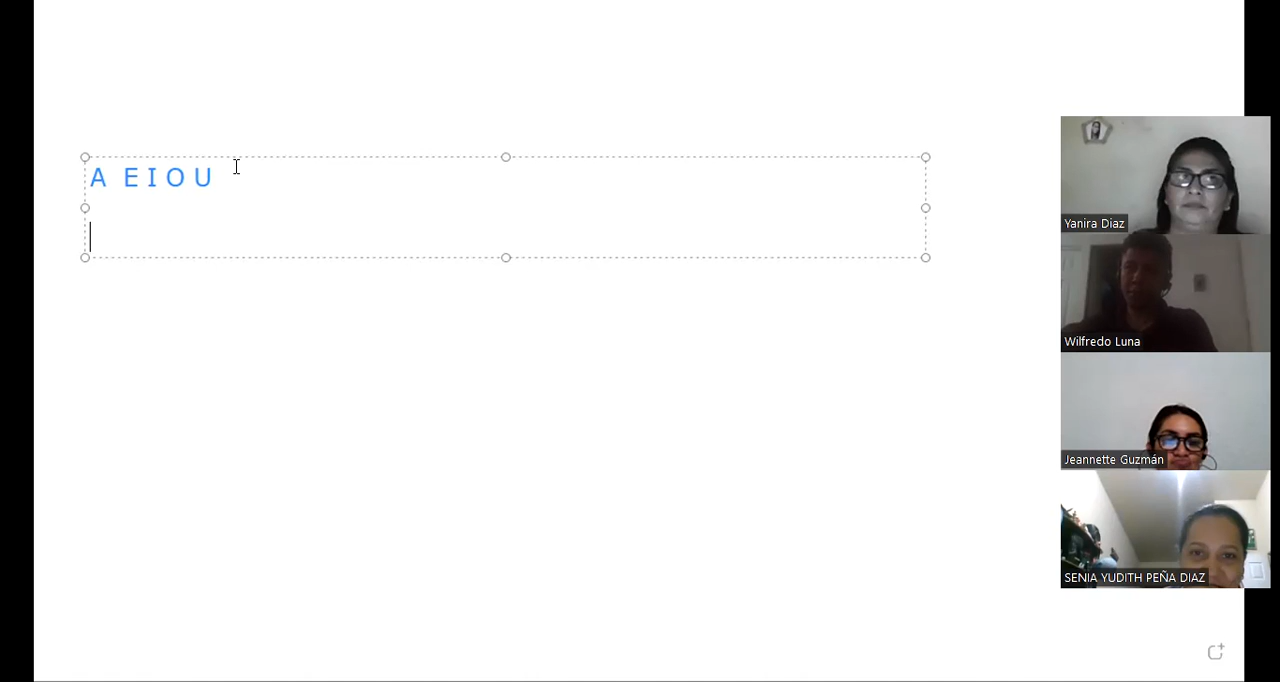 A E I O U
Yanira Diaz
Wilfredo Luna
Jeannette Guzmán
SENIA YUDITH PEÑA DIAZ